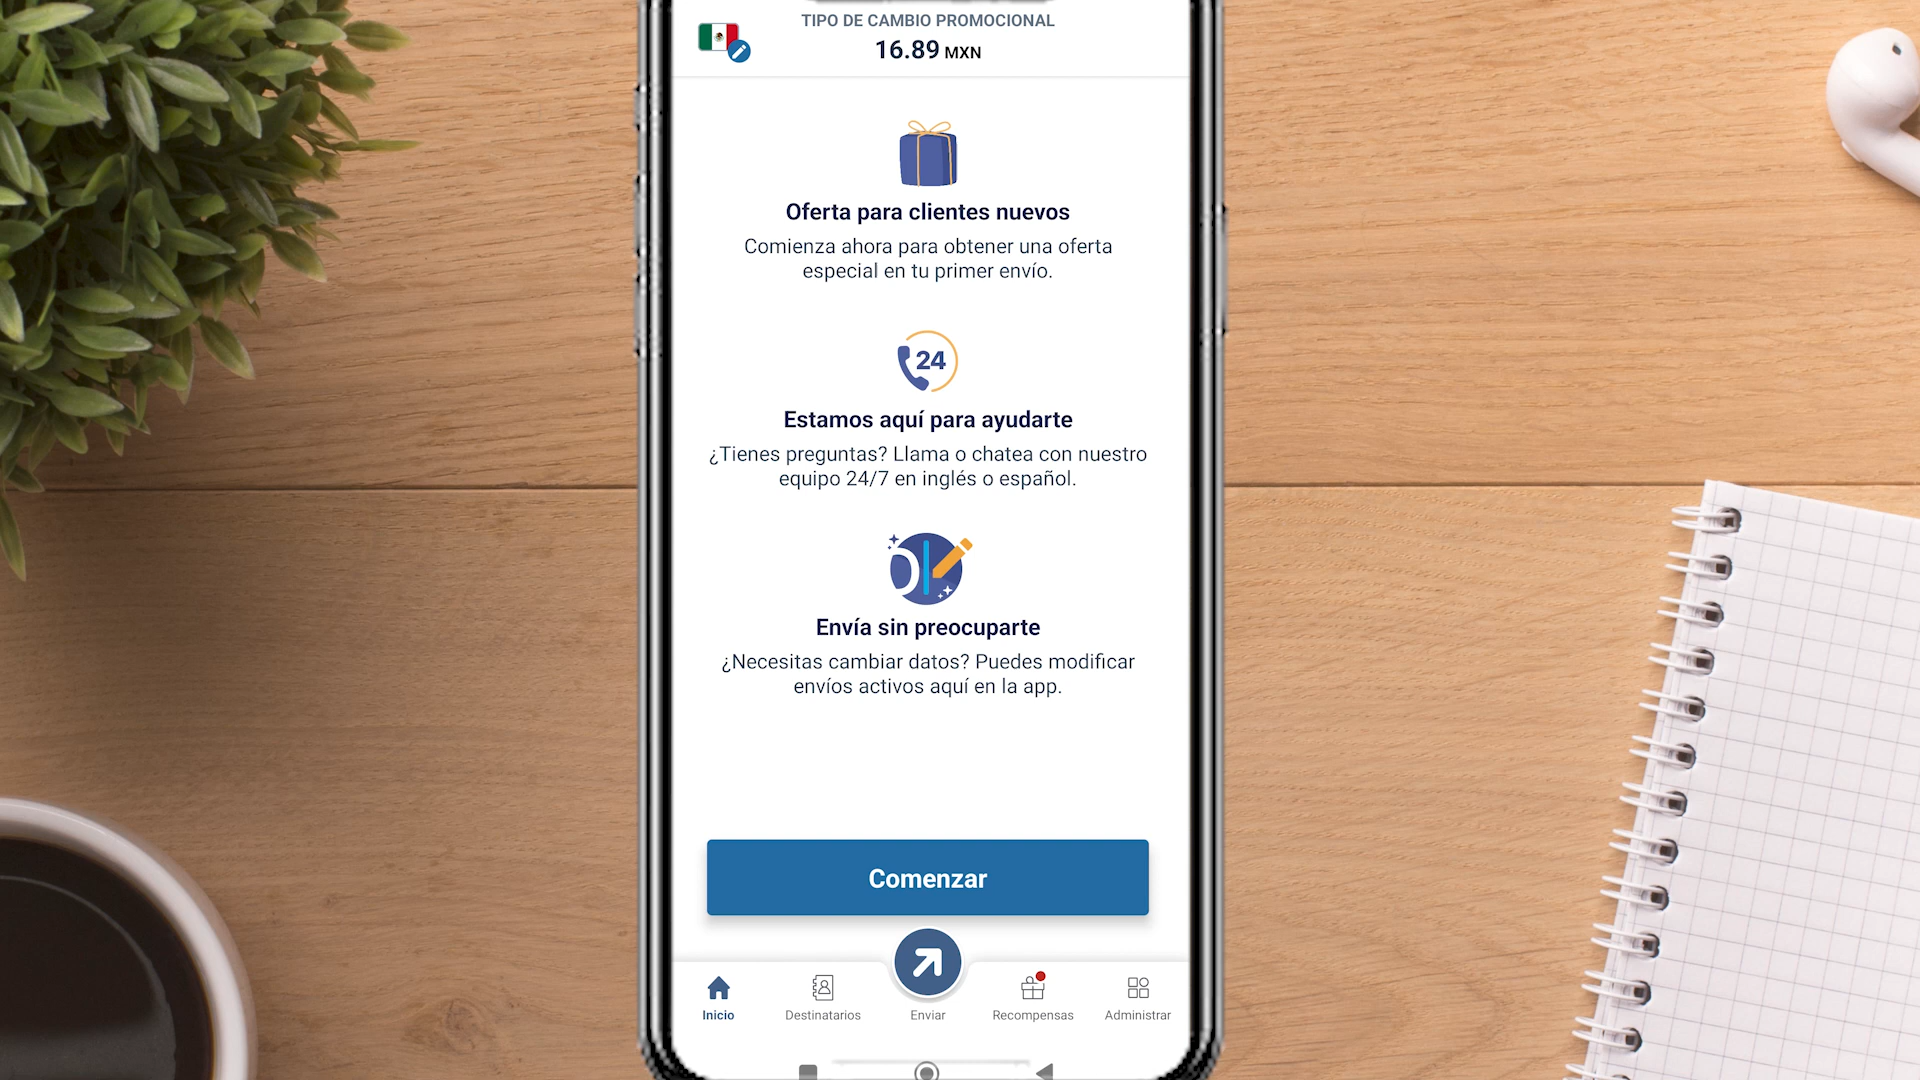 TIPO DE CAMBIO PROMOCIONAL
16.89 MXN
Oferta para clientes nuevos
Comienza ahora para obtener una oferta
especial en tu primer envío.
24
Estamos aquí para ayudarte
¿Tienes preguntas? Llama o chatea con nuestro
equipo 24/7 en inglés o español.
Envía sin preocuparte
¿Necesitas cambiar datos? Puedes modificar
envíos activos aquí en la app.
Comenzar
Inicio
Destinatarios
Enviar
Recompensas
Administrar